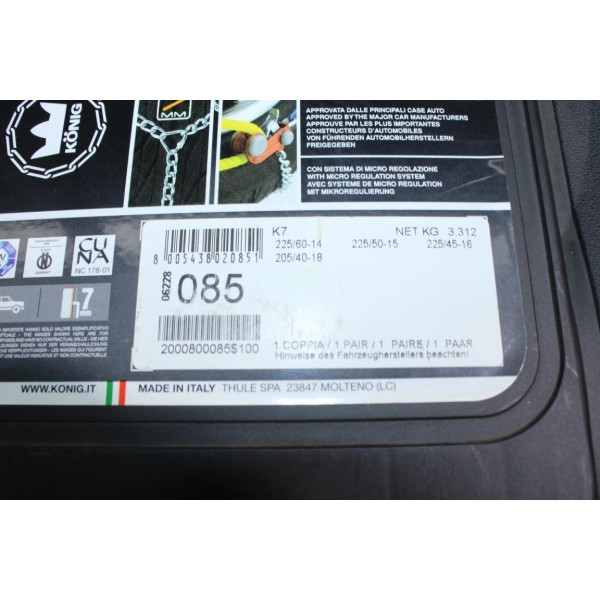 KÖNIG
MM
APPROVATA DALLE PRINCIPALI CASE AUTO
APPROVED BY THE MAJOR CAR MANUFACTURERS
APPROUVE PAR LES PLUS IMPORTANTES
CONSTRUCTEURS D'AUTOMOBILES
VON FÜHRENDEN AUTOMOBILHERSTELLERN
FREIGEGEBEN
CON SISTEMA DI MICRO REGOLAZIONE
WITH MICRO REGULATION SYSTEM
AVEC SYSTEME DE MICRO REGLAGE
MIT MIKROREGULIERUNG
CUNA
NC 178-01
7
mm
8 005438 020851
06228
085
2000800085$100
K7 NET KG 3,312
225/60-14 225/50-15 225/45-16
205/40-18
1 COPPIA / 1 PAIR / 1 PAIRE / 1 PAAR
Hinweise des Fahrzeugherstellers beachten!
WWW.KONIG.IT
MADE IN ITALY THULE SPA 23847 MOLTENO (LC)